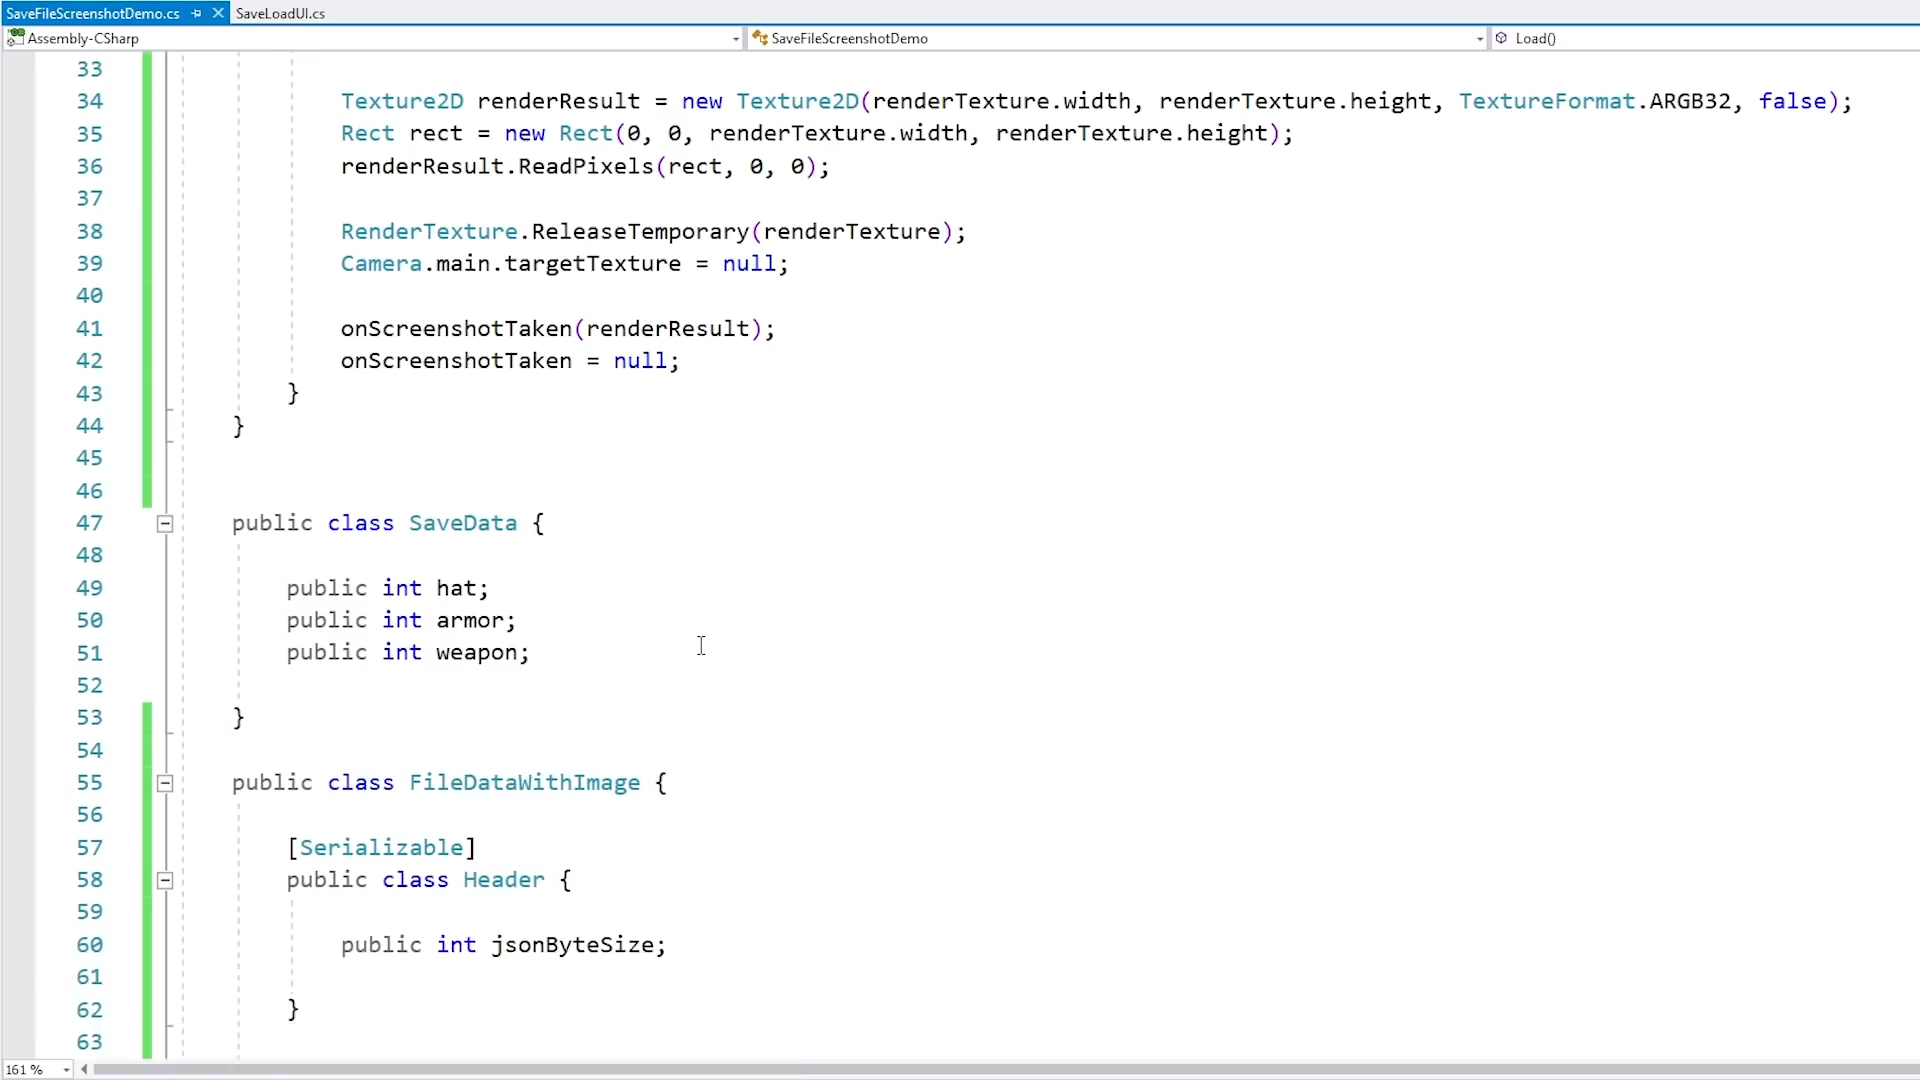 SaveFileScreenshotDemo.cs SaveLoadUI.cs
Assembly-CSharp SaveFileScreenshotDemo Load()
33
34 Texture2D renderResult = new Texture2D(renderTexture.width, renderTexture.height, TextureFormat.ARGB32, false);
35 Rect rect = new Rect(0, 0, renderTexture.width, renderTexture.height);
36 renderResult.ReadPixels(rect, 0, 0);
37
38 RenderTexture.ReleaseTemporary(renderTexture);
39 Camera.main.targetTexture = null;
40
41 onScreenshotTaken(renderResult);
42 onScreenshotTaken = null;
43 }
44 }
45
46
47 public class SaveData {
48
49 public int hat;
50 public int armor;
51 public int weapon;
52
53 }
54
55 public class FileDataWithImage {
56
57 [Serializable]
58 public class Header {
59
60 public int jsonByteSize;
61
62 }
63
161 %